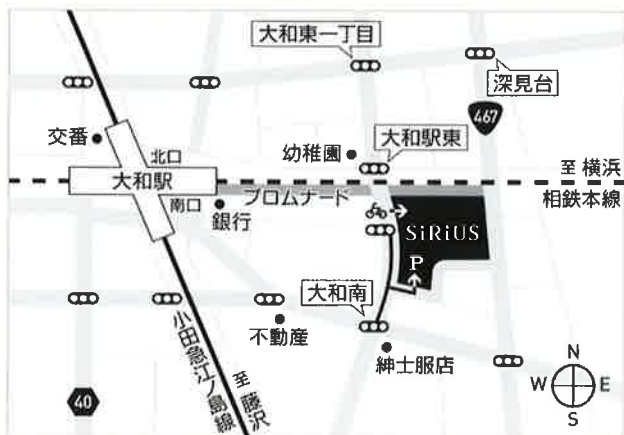 大和東一丁目
深見台
467
交番
北口
幼稚園
大和駅東
至 横浜
大和駅
プロムナード
相鉄本線
南口
銀行
SiRiUS
P
大和南
不動産
紳士服店
小田急江ノ島線
至 藤沢
40
N
W
E
S